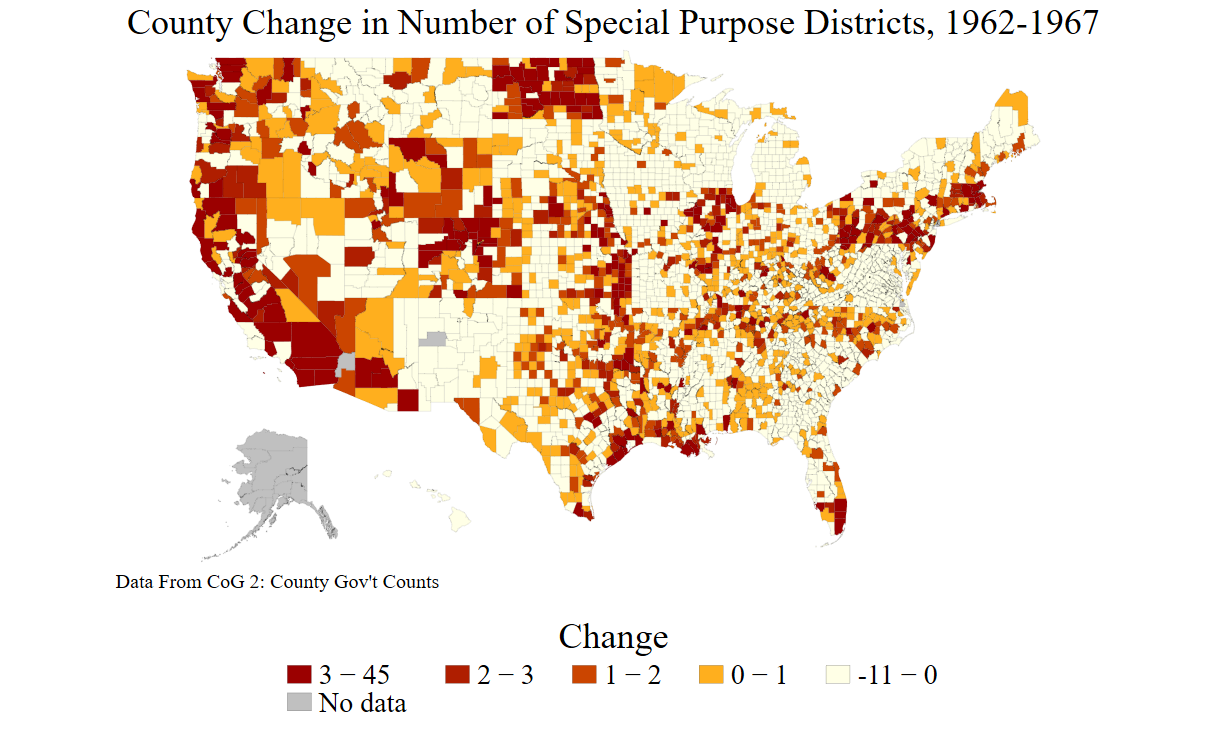 County Change in Number of Special Purpose Districts, 1962-1967
Data From CoG 2: County Gov't Counts
Change
3 − 45 2 − 3 1 − 2 0 − 1 -11 − 0
No data